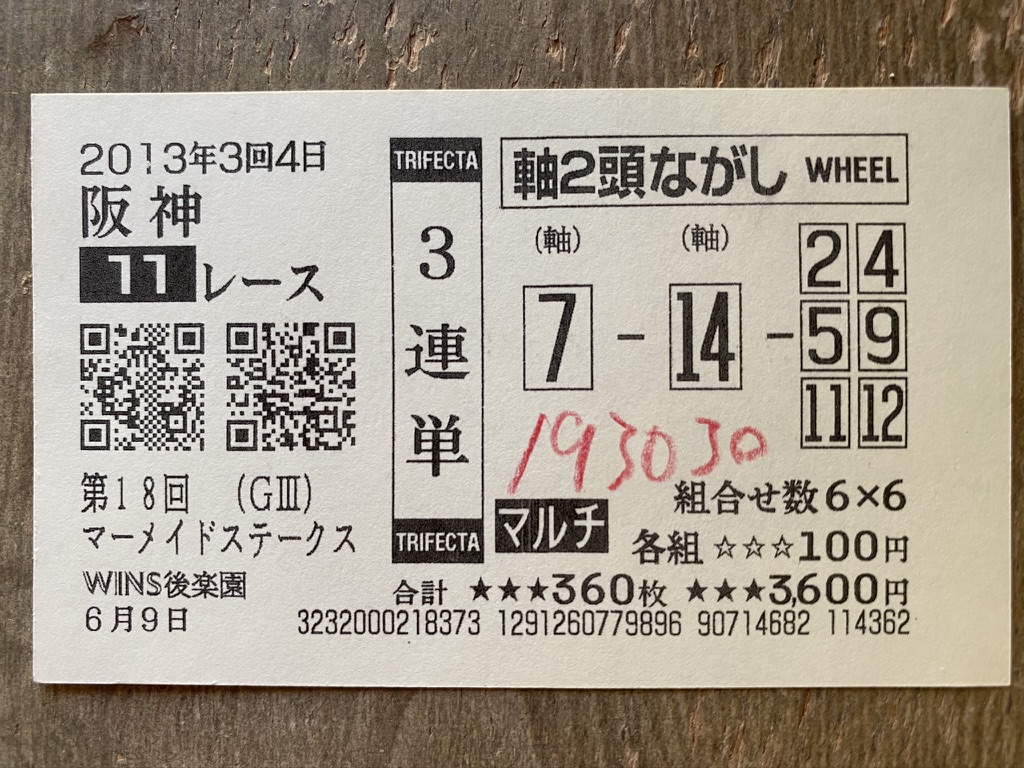 2013年3回4日
阪神
11レース
第18回 (GⅢ)
マーメイドステークス
WINS後楽園
6月9日
TRIFECTA
3連単
TRIFECTA
軸2頭ながし WHEEL
(軸) (軸)
7 - 14 -
2 4
5 9
11 12
193030
マルチ
組合せ数6×6
各組 ☆☆☆100円
合計 ★★★360枚 ★★★3,600円
3232000218373 1291260779896 90714682 114362